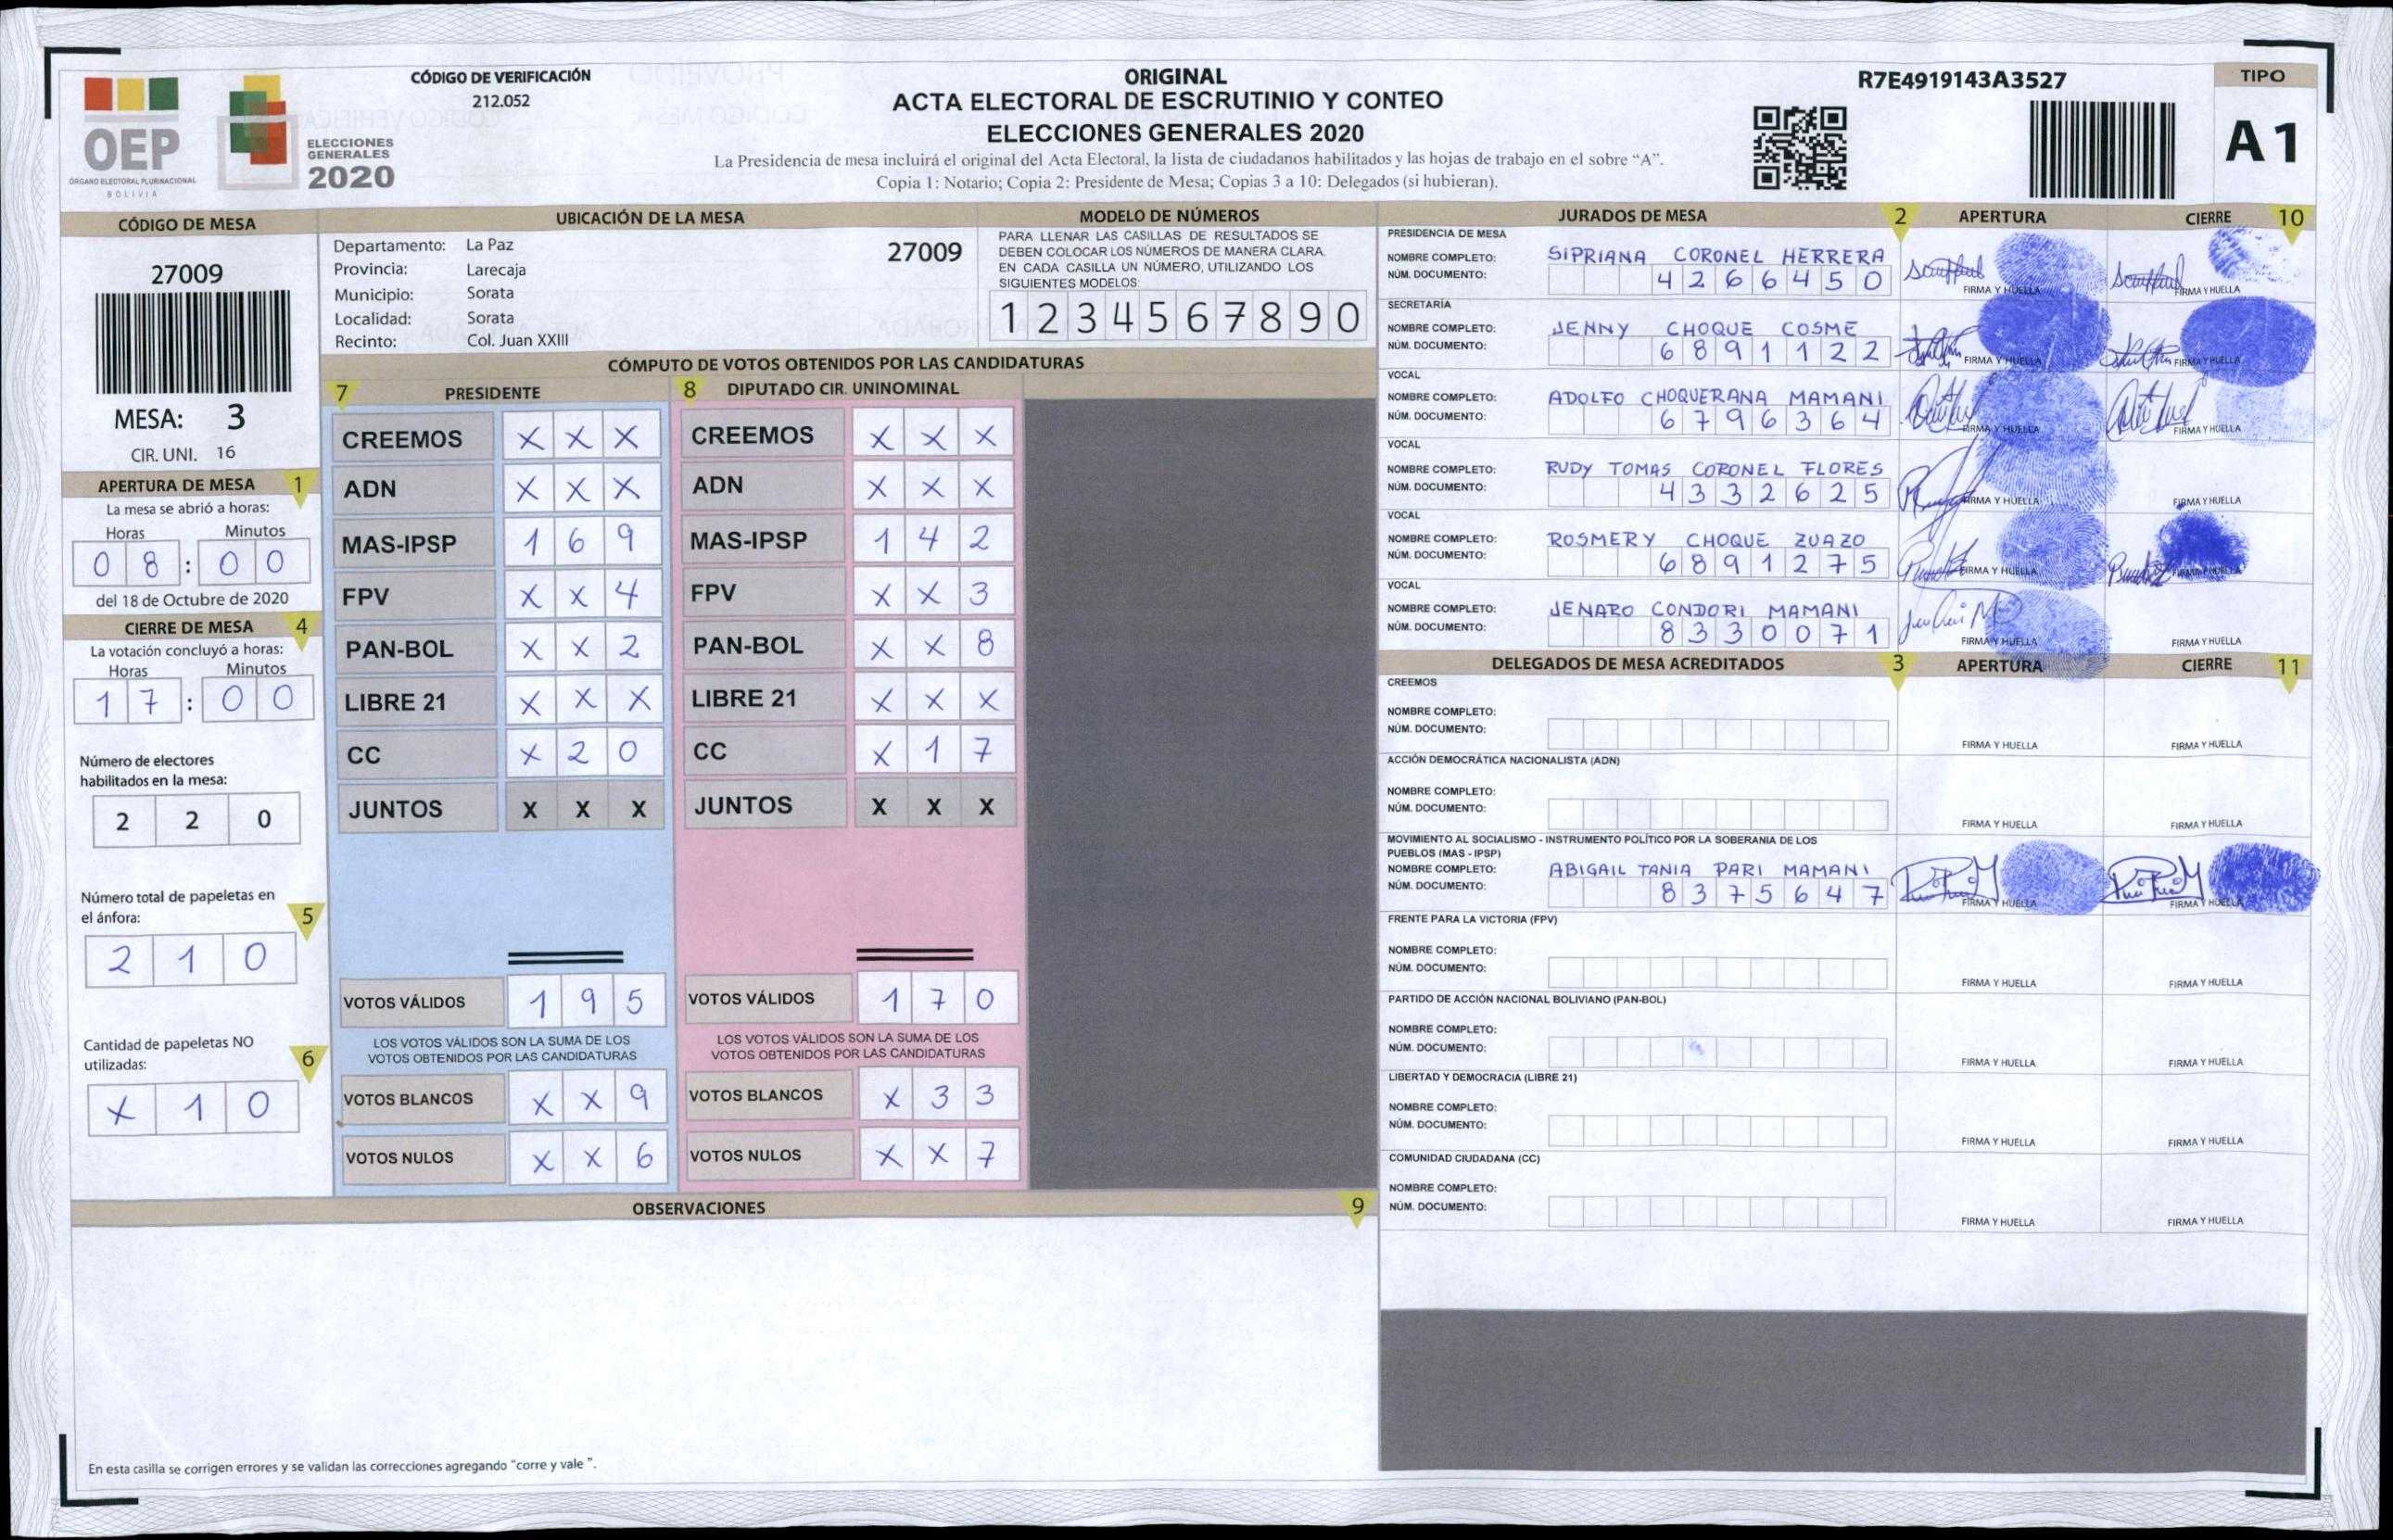 OEP
ÓRGANO ELECTORAL PLURINACIONAL
BOLIVIA
ELECCIONES
GENERALES
2020
CÓDIGO DE VERIFICACIÓN
212.052
ORIGINAL
ACTA ELECTORAL DE ESCRUTINIO Y CONTEO
ELECCIONES GENERALES 2020
La Presidencia de mesa incluirá el original del Acta Electoral, la lista de ciudadanos habilitados y las hojas de trabajo en el sobre “A”.
Copia 1: Notario; Copia 2: Presidente de Mesa; Copias 3 a 10: Delegados (si hubieran).
R7E4919143A3527
TIPO
A1
CÓDIGO DE MESA
27009
MESA: 3
CIR. UNI. 16
APERTURA DE MESA 1
La mesa se abrió a horas:
Horas Minutos
0 8 : 0 0
del 18 de Octubre de 2020
CIERRE DE MESA 4
La votación concluyó a horas:
Horas Minutos
1 7 : 0 0
Número de electores
habilitados en la mesa:
2 2 0
Número total de papeletas en
el ánfora: 5
2 1 0
Cantidad de papeletas NO
utilizadas: 6
X 1 0
UBICACIÓN DE LA MESA
Departamento: La Paz 27009
Provincia: Larecaja
Municipio: Sorata
Localidad: Sorata
Recinto: Col. Juan XXIII
MODELO DE NÚMEROS
PARA LLENAR LAS CASILLAS DE RESULTADOS SE
DEBEN COLOCAR LOS NÚMEROS DE MANERA CLARA.
EN CADA CASILLA UN NÚMERO, UTILIZANDO LOS
SIGUIENTES MODELOS:
1 2 3 4 5 6 7 8 9 0
CÓMPUTO DE VOTOS OBTENIDOS POR LAS CANDIDATURAS
7 PRESIDENTE
CREEMOS X X X
ADN X X X
MAS-IPSP 1 6 9
FPV X X 4
PAN-BOL X X 2
LIBRE 21 X X X
CC X 2 0
JUNTOS X X X
VOTOS VÁLIDOS 1 9 5
LOS VOTOS VÁLIDOS SON LA SUMA DE LOS
VOTOS OBTENIDOS POR LAS CANDIDATURAS
VOTOS BLANCOS X X 9
VOTOS NULOS X X 6
8 DIPUTADO CIR. UNINOMINAL
CREEMOS X X X
ADN X X X
MAS-IPSP 1 4 2
FPV X X 3
PAN-BOL X X 8
LIBRE 21 X X X
CC X 1 7
JUNTOS X X X
VOTOS VÁLIDOS 1 7 0
LOS VOTOS VÁLIDOS SON LA SUMA DE LOS
VOTOS OBTENIDOS POR LAS CANDIDATURAS
VOTOS BLANCOS X 3 3
VOTOS NULOS X X 7
OBSERVACIONES 9
En esta casilla se corrigen errores y se validan las correcciones agregando “corre y vale ”.
JURADOS DE MESA 2 APERTURA CIERRE 10
PRESIDENCIA DE MESA
NOMBRE COMPLETO: SIPRIANA CORONEL HERRERA
NÚM. DOCUMENTO: 4 2 6 6 4 5 0
FIRMA Y HUELLA FIRMA Y HUELLA
SECRETARÍA
NOMBRE COMPLETO: JENNY CHOQUE COSME
NÚM. DOCUMENTO: 6 8 9 1 1 2 2
FIRMA Y HUELLA FIRMA Y HUELLA
VOCAL
NOMBRE COMPLETO: ADOLFO CHOQUERANA MAMANI
NÚM. DOCUMENTO: 6 7 9 6 3 6 4
FIRMA Y HUELLA FIRMA Y HUELLA
VOCAL
NOMBRE COMPLETO: RUDY TOMAS CORONEL FLORES
NÚM. DOCUMENTO: 4 3 3 2 6 2 5
FIRMA Y HUELLA FIRMA Y HUELLA
VOCAL
NOMBRE COMPLETO: ROSMERY CHOQUE ZUAZO
NÚM. DOCUMENTO: 6 8 9 1 2 7 5
FIRMA Y HUELLA FIRMA Y HUELLA
VOCAL
NOMBRE COMPLETO: JENARO CONDORI MAMANI
NÚM. DOCUMENTO: 8 3 3 0 0 7 1
FIRMA Y HUELLA FIRMA Y HUELLA
DELEGADOS DE MESA ACREDITADOS 3 APERTURA CIERRE 11
CREEMOS
NOMBRE COMPLETO:
NÚM. DOCUMENTO:
FIRMA Y HUELLA FIRMA Y HUELLA
ACCIÓN DEMOCRÁTICA NACIONALISTA (ADN)
NOMBRE COMPLETO:
NÚM. DOCUMENTO:
FIRMA Y HUELLA FIRMA Y HUELLA
MOVIMIENTO AL SOCIALISMO - INSTRUMENTO POLÍTICO POR LA SOBERANIA DE LOS
PUEBLOS (MAS - IPSP)
NOMBRE COMPLETO: ABIGAIL TANIA PARI MAMANI
NÚM. DOCUMENTO: 8 3 7 5 6 4 7
FIRMA Y HUELLA FIRMA Y HUELLA
FRENTE PARA LA VICTORIA (FPV)
NOMBRE COMPLETO:
NÚM. DOCUMENTO:
FIRMA Y HUELLA FIRMA Y HUELLA
PARTIDO DE ACCIÓN NACIONAL BOLIVIANO (PAN-BOL)
NOMBRE COMPLETO:
NÚM. DOCUMENTO:
FIRMA Y HUELLA FIRMA Y HUELLA
LIBERTAD Y DEMOCRACIA (LIBRE 21)
NOMBRE COMPLETO:
NÚM. DOCUMENTO:
FIRMA Y HUELLA FIRMA Y HUELLA
COMUNIDAD CIUDADANA (CC)
NOMBRE COMPLETO:
NÚM. DOCUMENTO:
FIRMA Y HUELLA FIRMA Y HUELLA